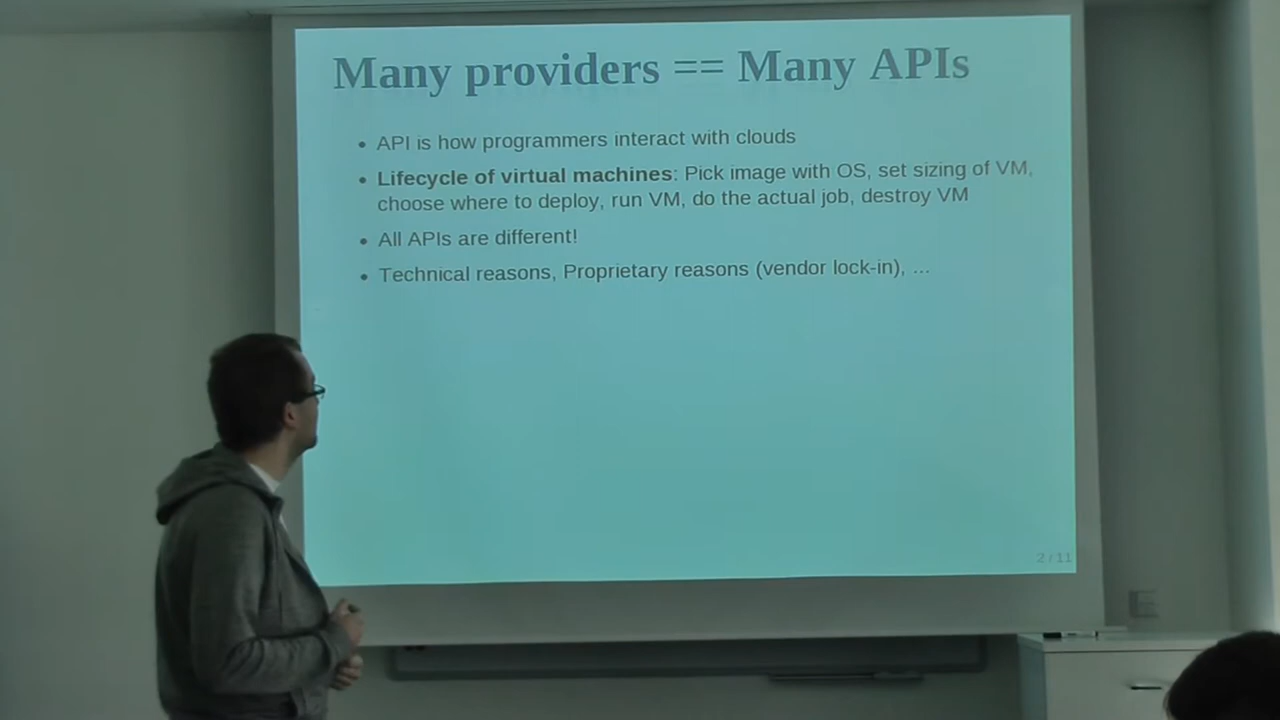 Many providers == Many APIs
• API is how programmers interact with clouds
• Lifecycle of virtual machines: Pick image with OS, set sizing of VM,
choose where to deploy, run VM, do the actual job, destroy VM
• All APIs are different!
• Technical reasons, Proprietary reasons (vendor lock-in), ...
2 / 11